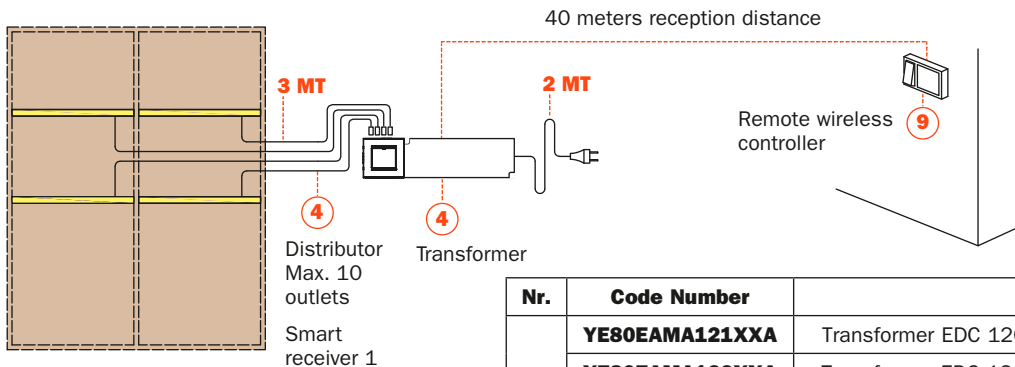 40 meters reception distance
3 MT
2 MT
Remote wireless
controller
9
4
4
Distributor
Max. 10
outlets
Transformer
Smart
receiver 1
Nr.
Code Number
YE80EAMA121XXA
Transformer EDC